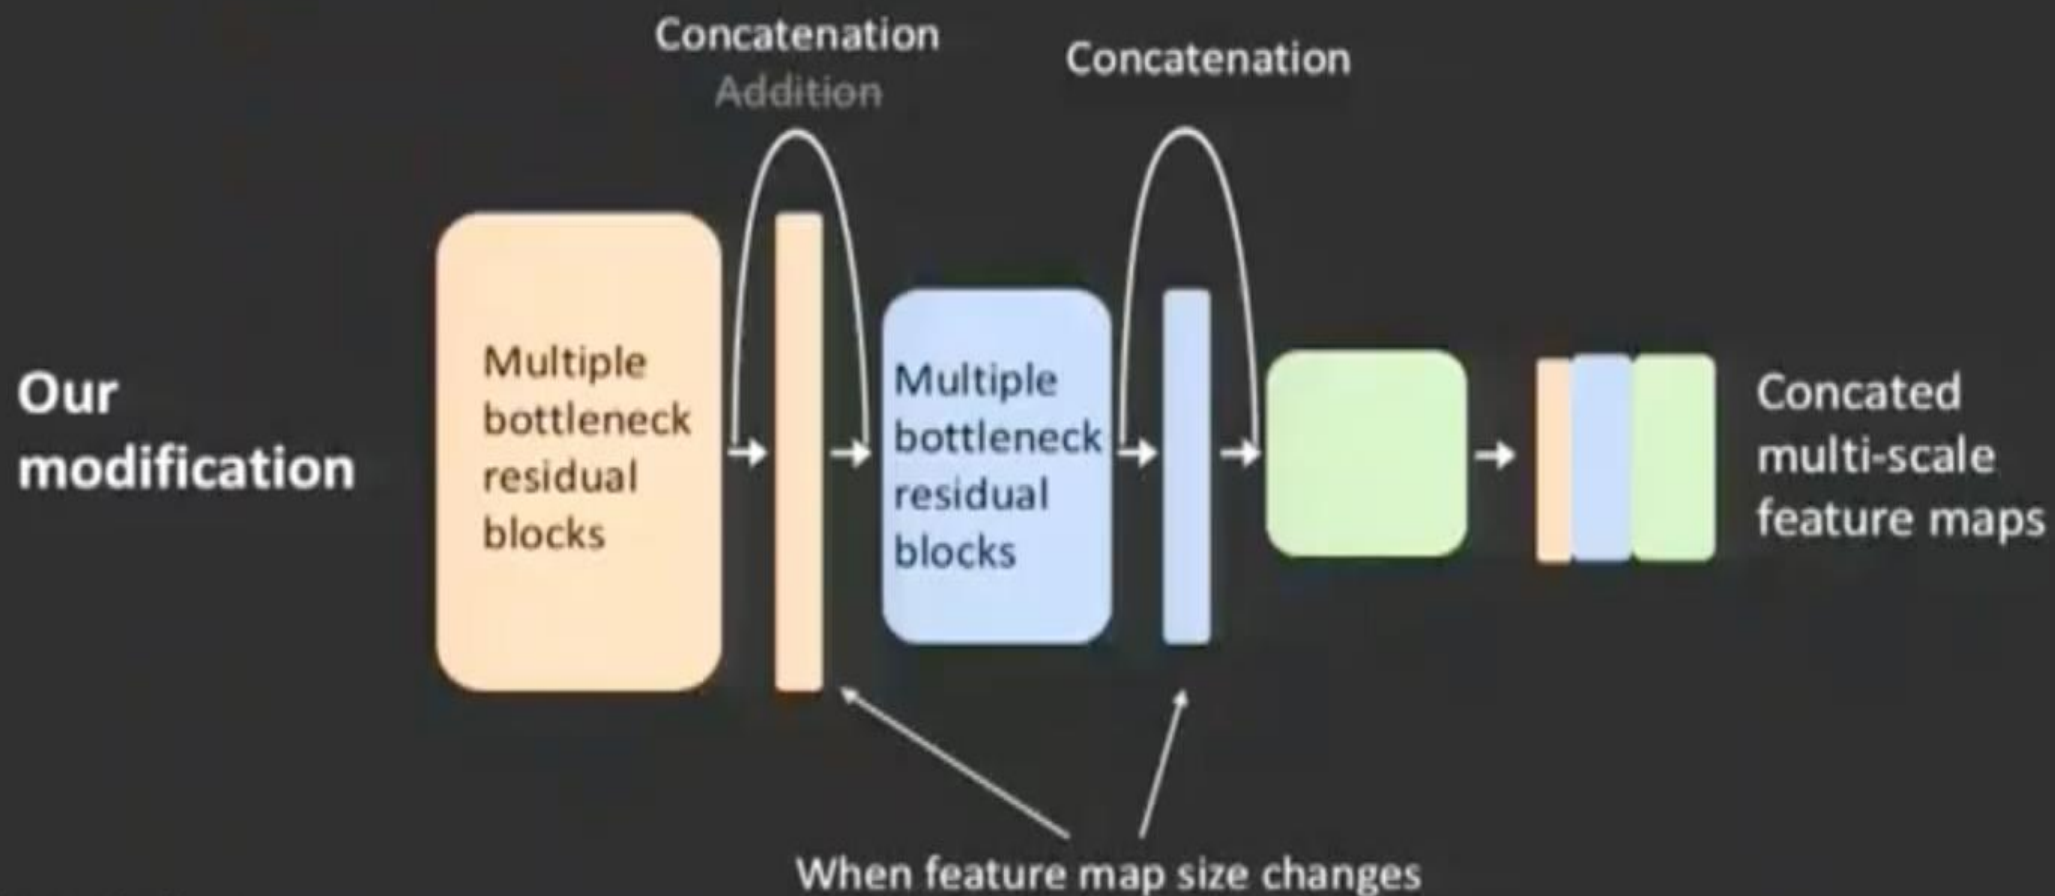 Concatenation
Addition
Concatenation
Our
modification
Multiple
bottleneck
residual
blocks
Multiple
bottleneck
residual
blocks
Concated
multi-scale
feature maps
When feature map size changes